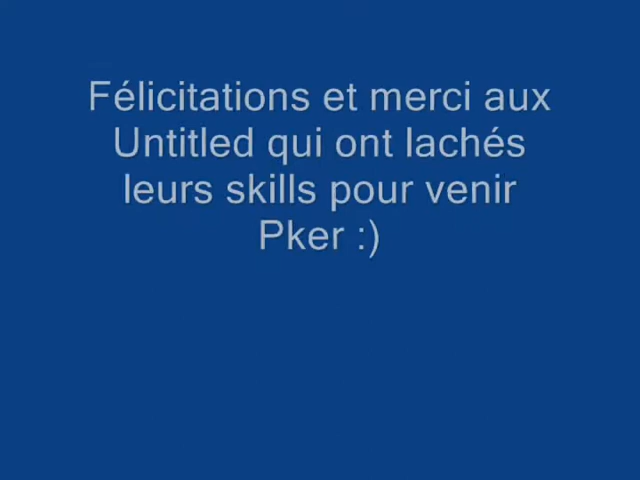 Félicitations et merci aux
Untitled qui ont lachés
leurs skills pour venir
Pker :)